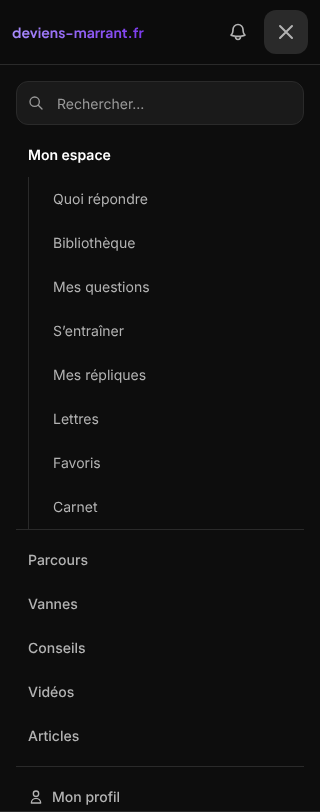 deviens-marrant.fr
Rechercher...
Mon espace
Quoi répondre
Bibliothèque
Mes questions
S’entraîner
Mes répliques
Lettres
Favoris
Carnet
Parcours
Vannes
Conseils
Vidéos
Articles
Mon profil